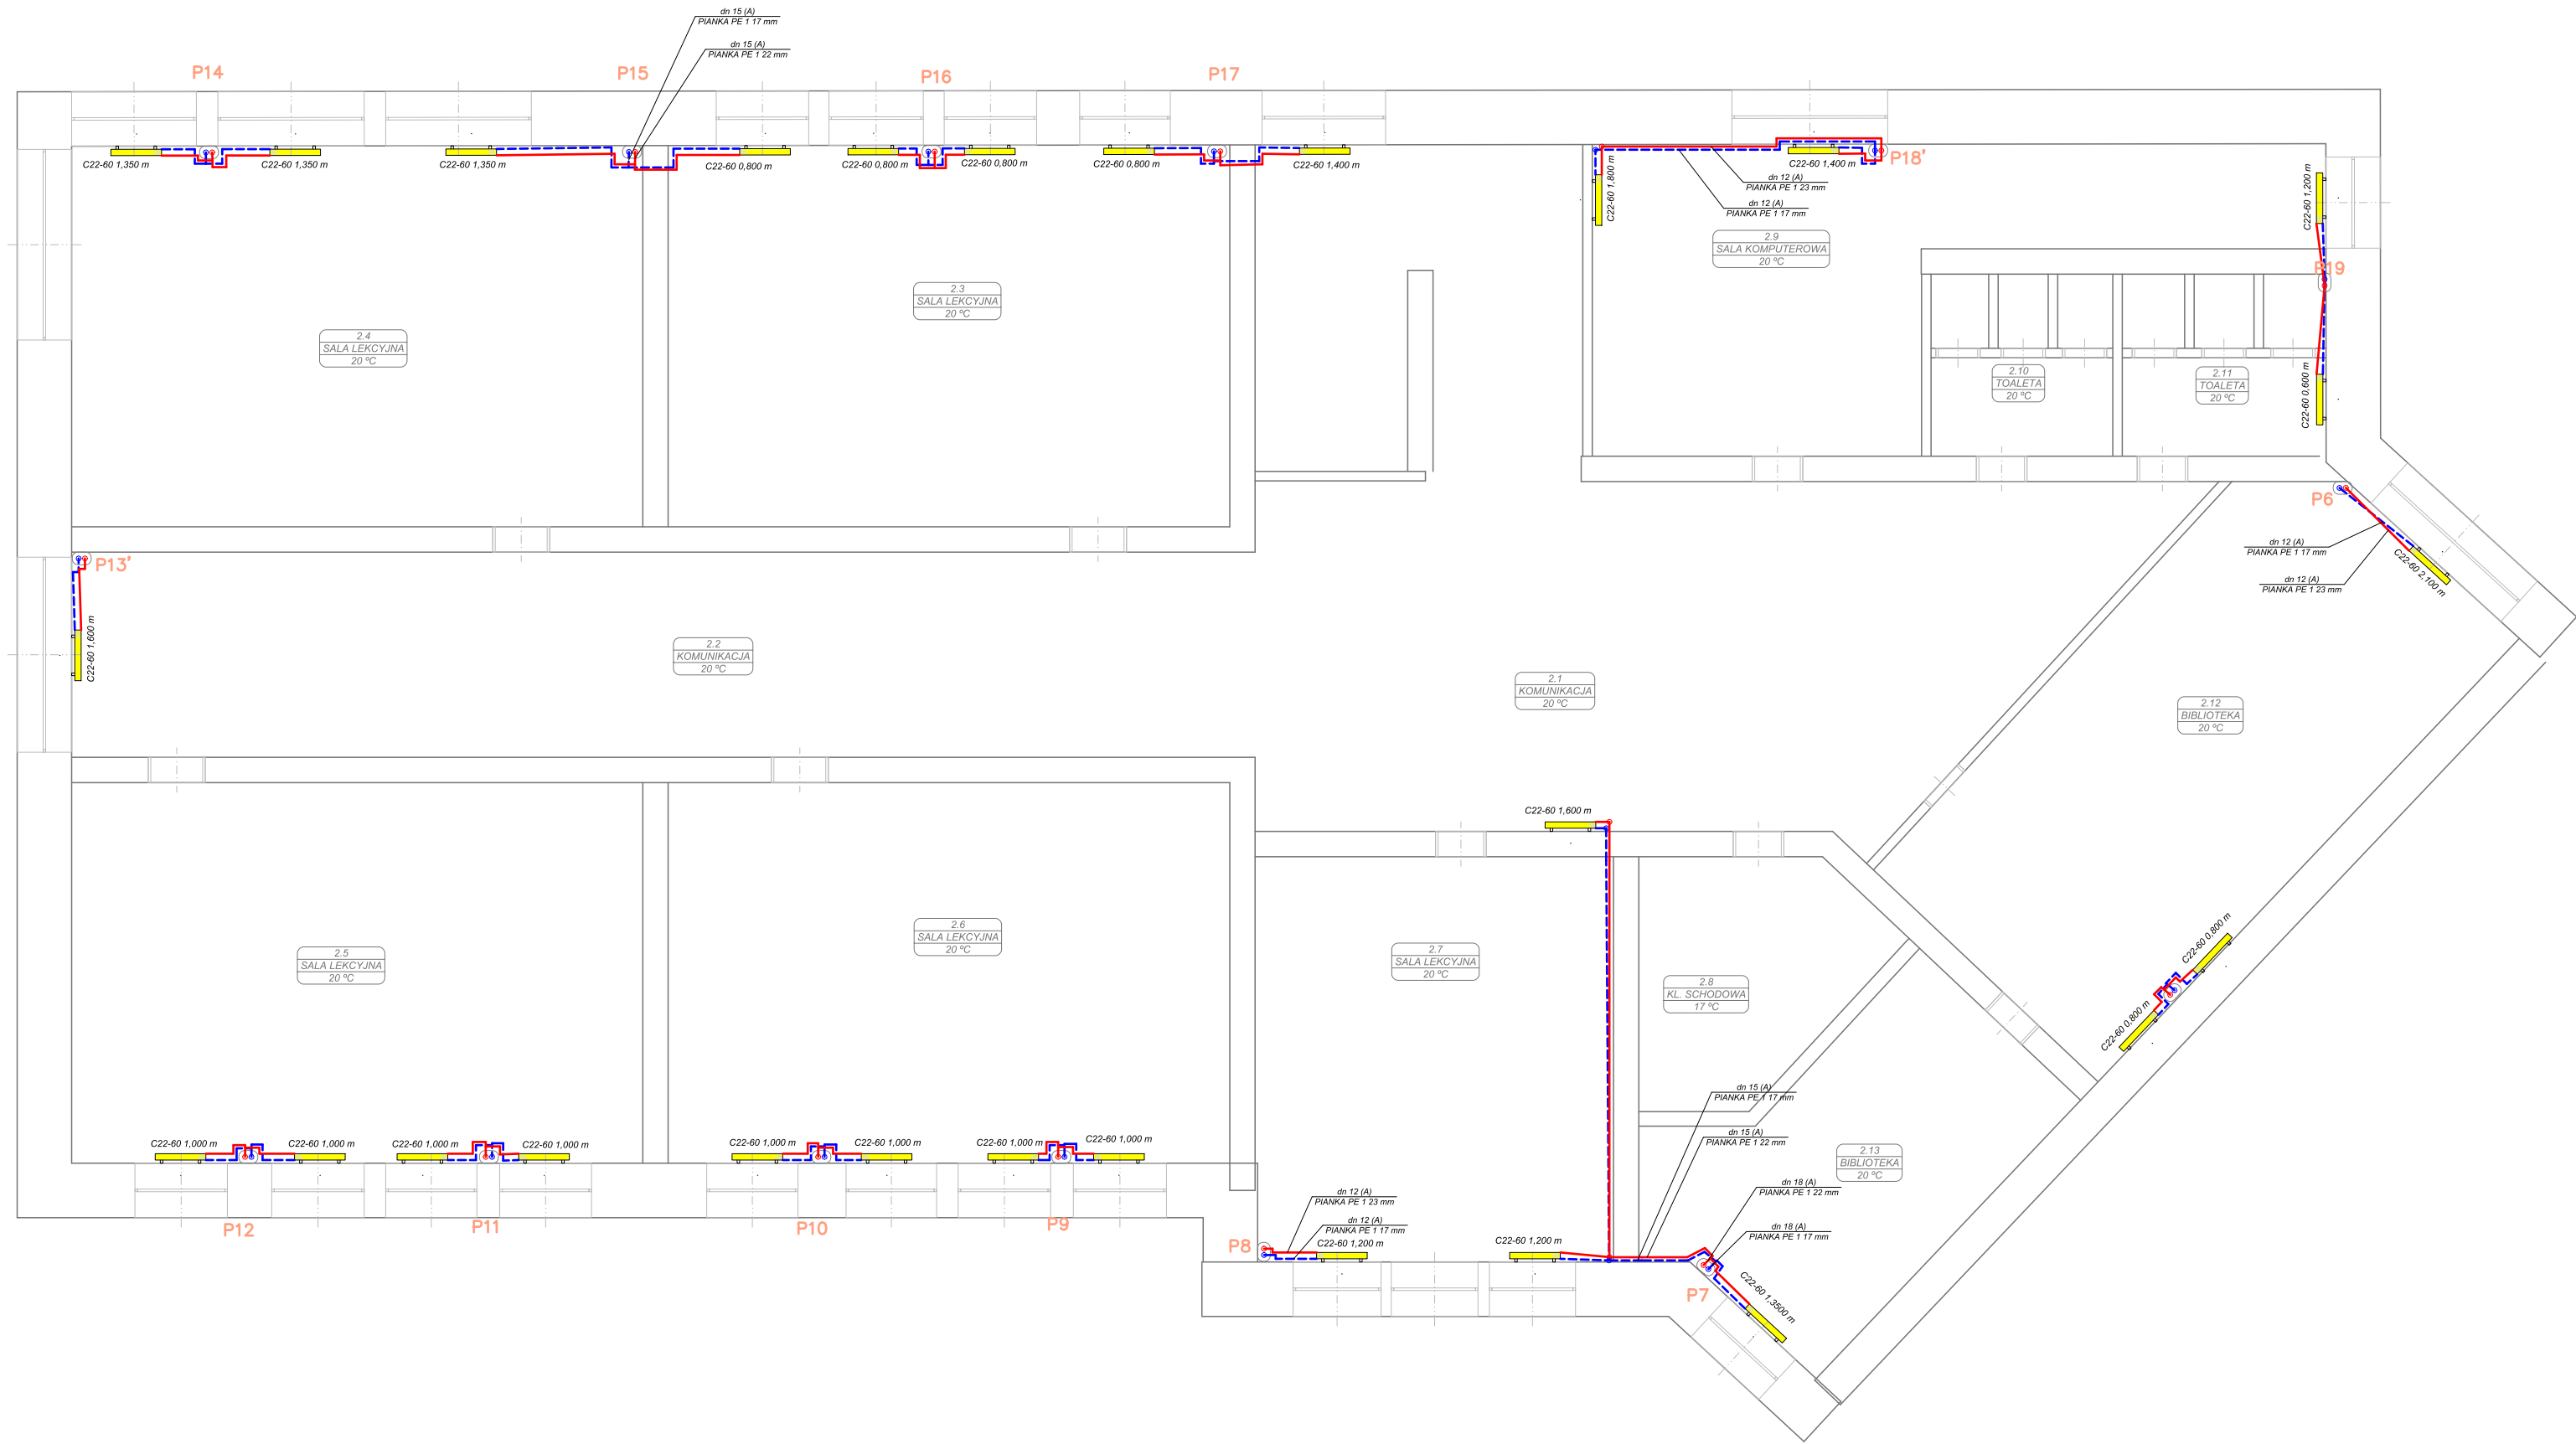 dn 15 (A)
PIANKA PE 1 17 mm
dn 15 (A)
PIANKA PE 1 22 mm
P14
P15
P16
P17
C22-60 1,350 m
C22-60 1,350 m
C22-60 1,350 m
C22-60 0,800 m
C22-60 0,800 m
C22-60 0,800 m
C22-60 0,800 m
C22-60 1,400 m
C22-60 1,800 m
C22-60 1,400 m
P18'
dn 12 (A)
PIANKA PE 1 23 mm
dn 12 (A)
PIANKA PE 1 17 mm
C22-60 1,200 m
2.9
SALA KOMPUTEROWA
20 ºC
P19
2.3
SALA LEKCYJNA
20 ºC
2.4
SALA LEKCYJNA
20 ºC
2.10
TOALETA
20 ºC
2.11
TOALETA
20 ºC
C22-60 0,600 m
P6
dn 12 (A)
PIANKA PE 1 17 mm
dn 12 (A)
PIANKA PE 1 23 mm
C22-60 2,100 m
P13'
C22-60 1,600 m
2.2
KOMUNIKACJA
20 ºC
2.1
KOMUNIKACJA
20 ºC
2.12
BIBLIOTEKA
20 ºC
C22-60 1,600 m
2.5
SALA LEKCYJNA
20 ºC
2.6
SALA LEKCYJNA
20 ºC
2.7
SALA LEKCYJNA
20 ºC
2.8
KL. SCHODOWA
17 ºC
C22-60 0,800 m
C22-60 0,800 m
dn 15 (A)
PIANKA PE 1 17 mm
dn 15 (A)
PIANKA PE 1 22 mm
2.13
BIBLIOTEKA
20 ºC
C22-60 1,000 m
C22-60 1,000 m
C22-60 1,000 m
C22-60 1,000 m
C22-60 1,000 m
C22-60 1,000 m
C22-60 1,000 m
C22-60 1,000 m
dn 18 (A)
PIANKA PE 1 22 mm
dn 18 (A)
PIANKA PE 1 17 mm
dn 12 (A)
PIANKA PE 1 23 mm
dn 12 (A)
PIANKA PE 1 17 mm
P12
P11
P10
P9
P8
C22-60 1,200 m
C22-60 1,200 m
P7
C22-60 1,3500 m